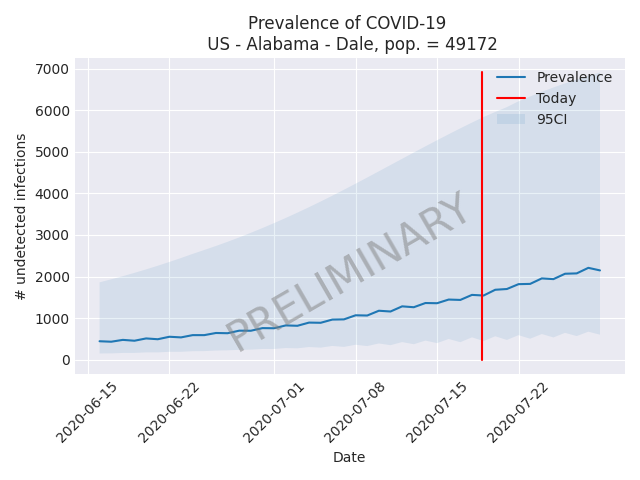 Prevalence of COVID-19
US - Alabama - Dale, pop. = 49172
7000
6000
5000
4000
3000
2000
1000
0
# undetected infections
Prevalence
Today
95CI
PRELIMINARY
2020-06-15
2020-06-22
2020-07-01
2020-07-08
2020-07-15
2020-07-22
Date